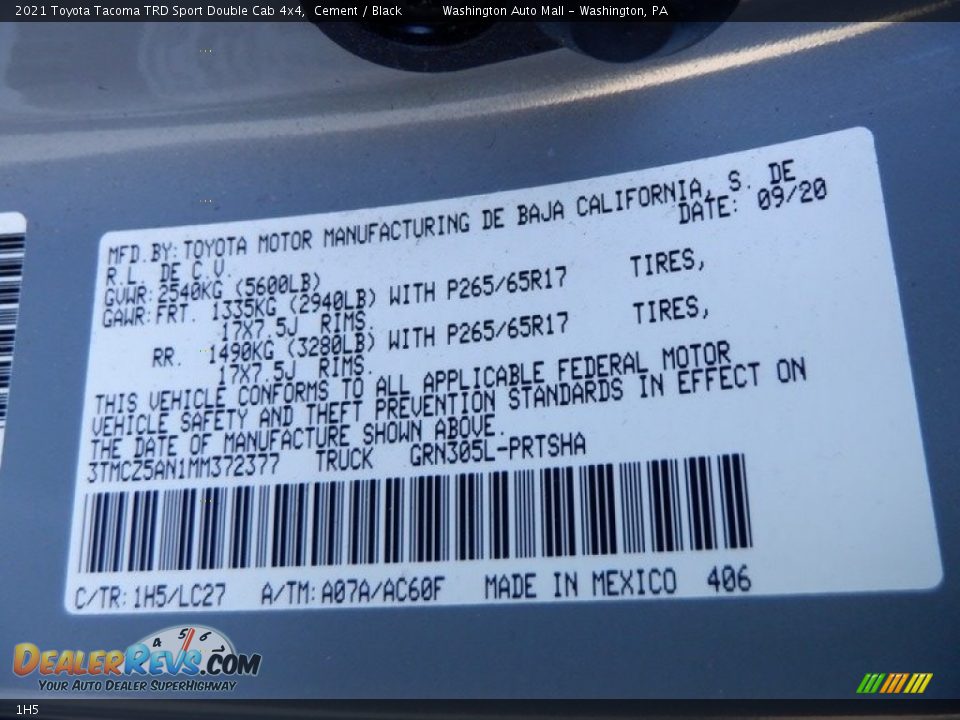 2021 Toyota Tacoma TRD Sport Double Cab 4x4, Cement / Black Washington Auto Mall - Washington, PA
MFD.BY:TOYOTA MOTOR MANUFACTURING DE BAJA CALIFORNIA, S. DE
R.L. DE C.V. DATE: 09/20
GVWR:2540KG (5600LB)
GAWR:FRT. 1335KG (2940LB) WITH P265/65R17 TIRES,
17X7.5J RIMS.
RR. 1490KG (3280LB) WITH P265/65R17 TIRES,
17X7.5J RIMS.
THIS VEHICLE CONFORMS TO ALL APPLICABLE FEDERAL MOTOR
VEHICLE SAFETY AND THEFT PREVENTION STANDARDS IN EFFECT ON
THE DATE OF MANUFACTURE SHOWN ABOVE.
3TMCZ5AN1MM372377 TRUCK GRN305L-PRTSHA
C/TR:1H5/LC27 A/TM:A07A/AC60F MADE IN MEXICO 406
4 5 6
DEALERREVS.COM
YOUR AUTO DEALER SUPERHIGHWAY
1H5